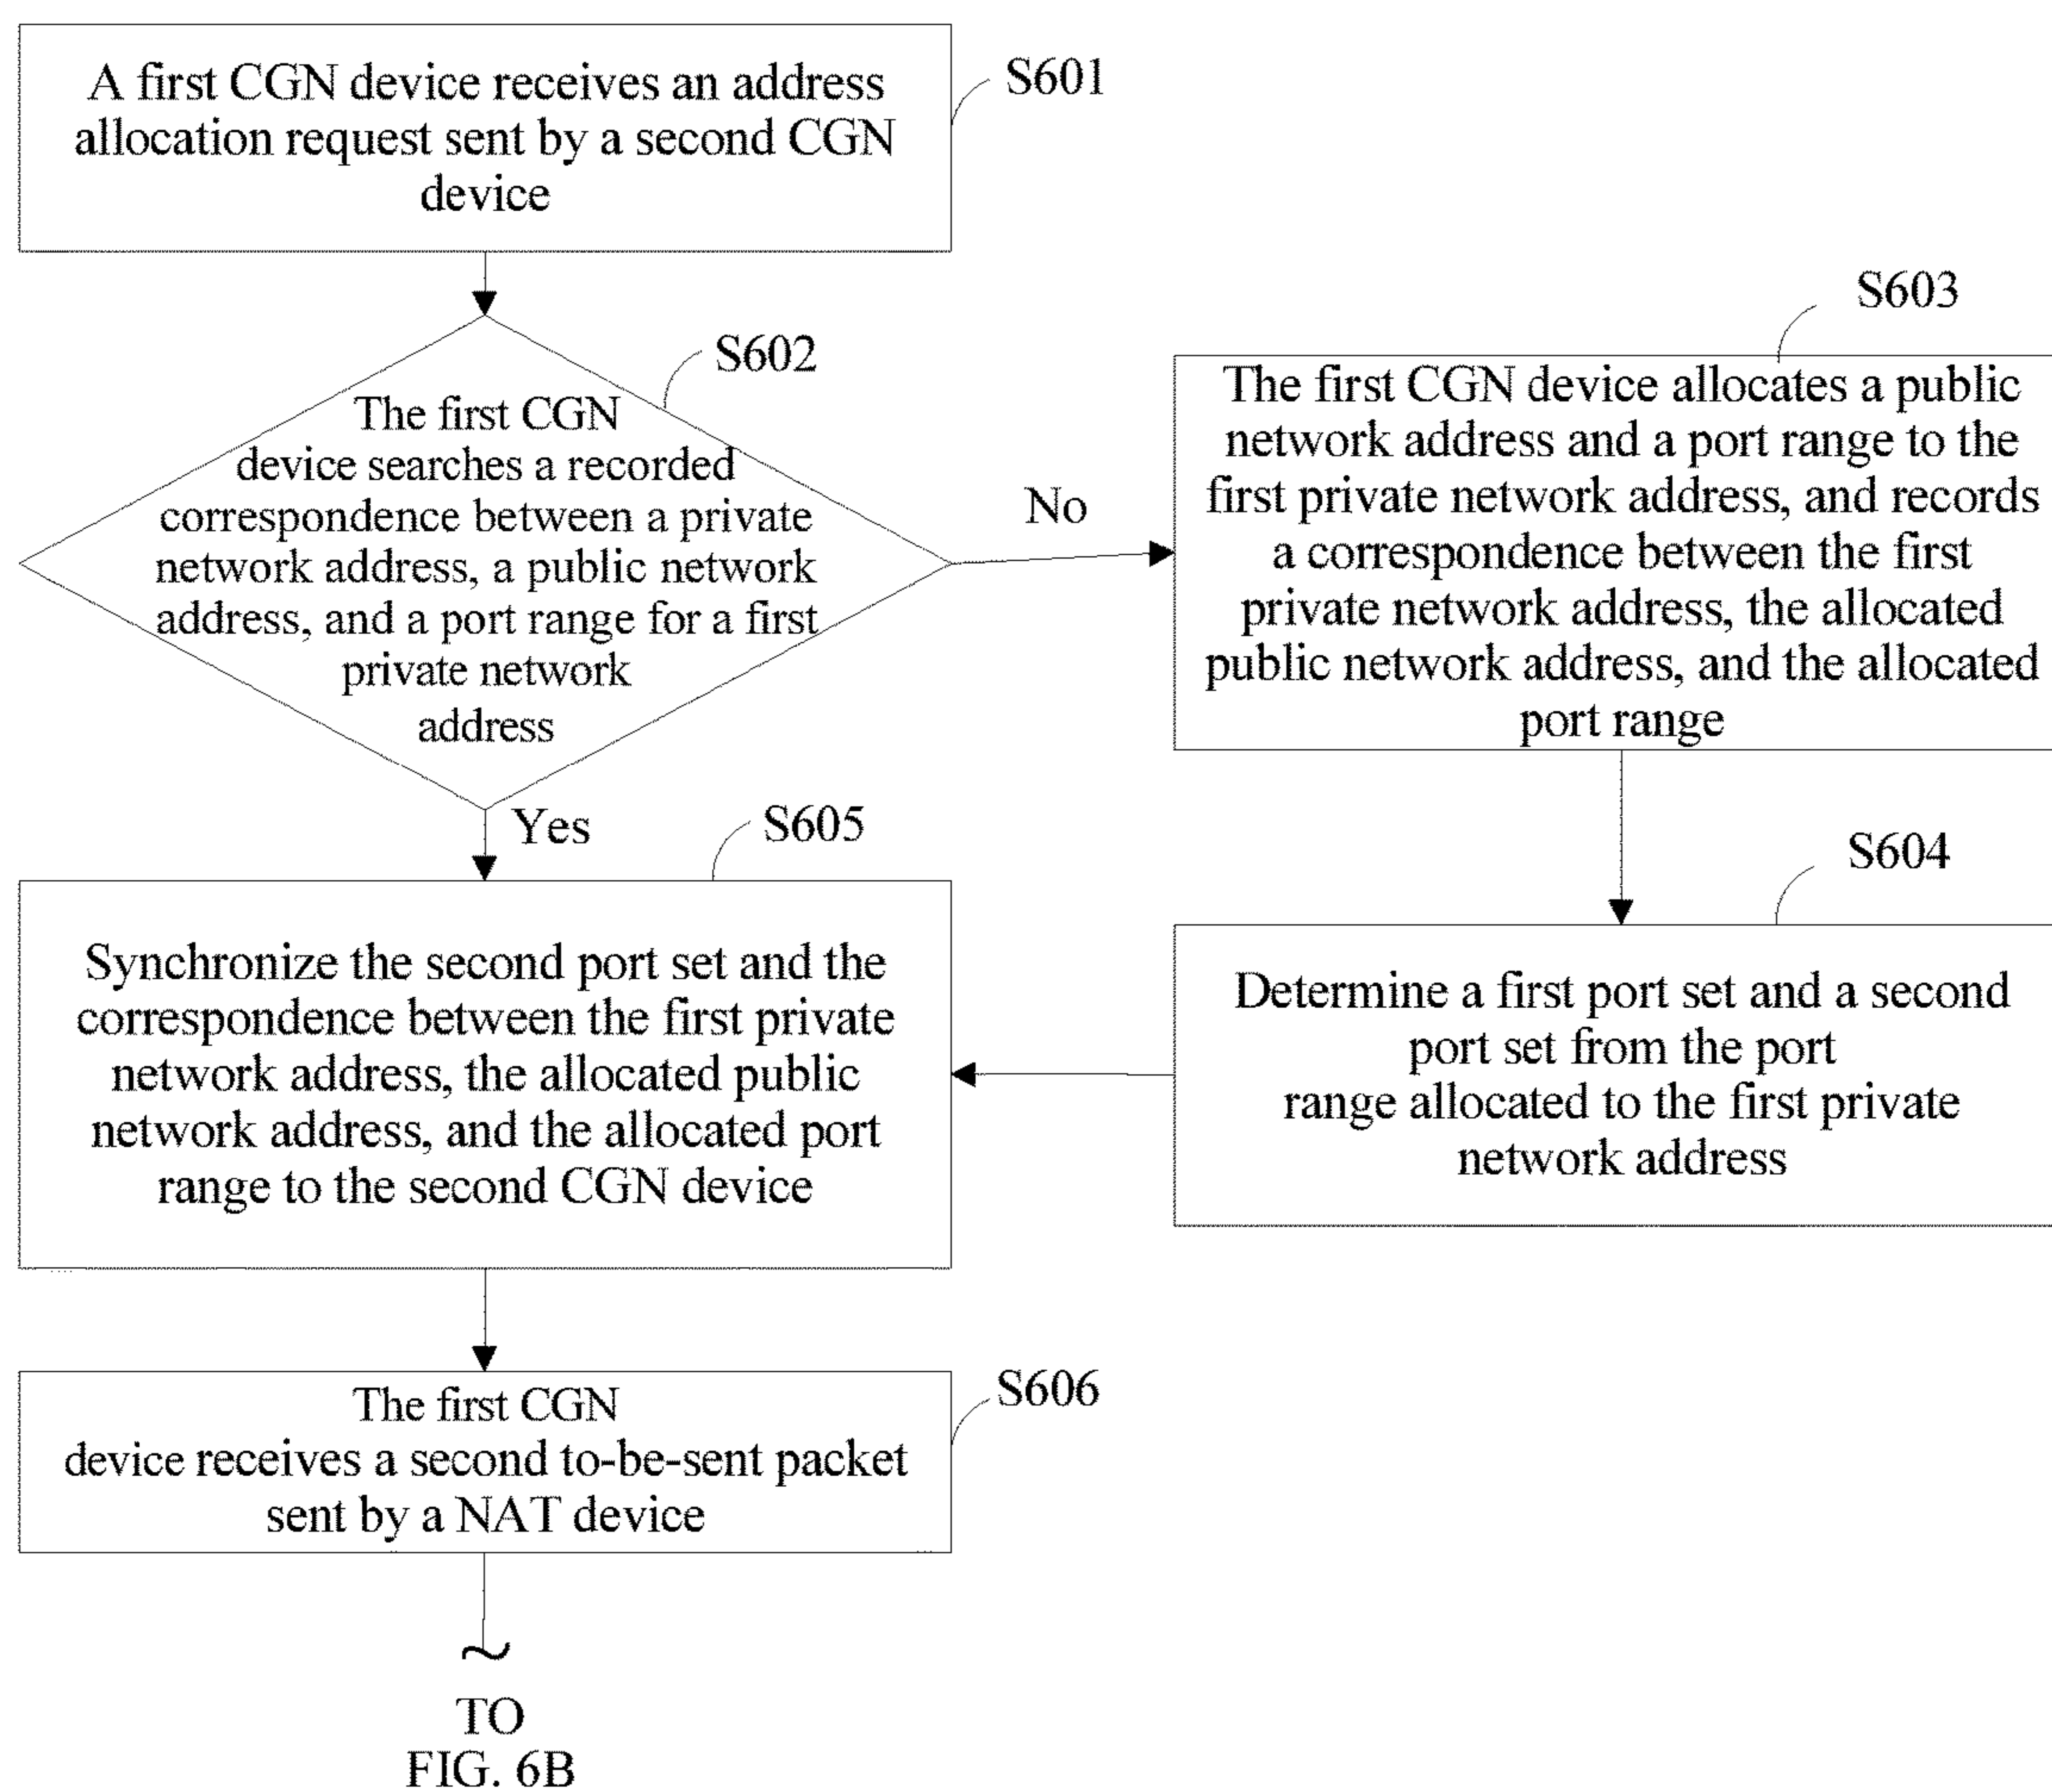 A first CGN device receives an address
allocation request sent by a second CGN
device
S601
S602
The first CGN
device searches a recorded
correspondence between a private
network address, a public network
address, and a port range for a first
private network
address
No
S603
The first CGN device allocates a public
network address and a port range to the
first private network address, and records
a correspondence between the first
private network address, the allocated
public network address, and the allocated
port range
Yes
S605
Synchronize the second port set and the
correspondence between the first private
network address, the allocated public
network address, and the allocated port
range to the second CGN device
S604
Determine a first port set and a second
port set from the port
range allocated to the first private
network address
S606
The first CGN
device receives a second to-be-sent packet
sent by a NAT device
~
TO
FIG. 6B